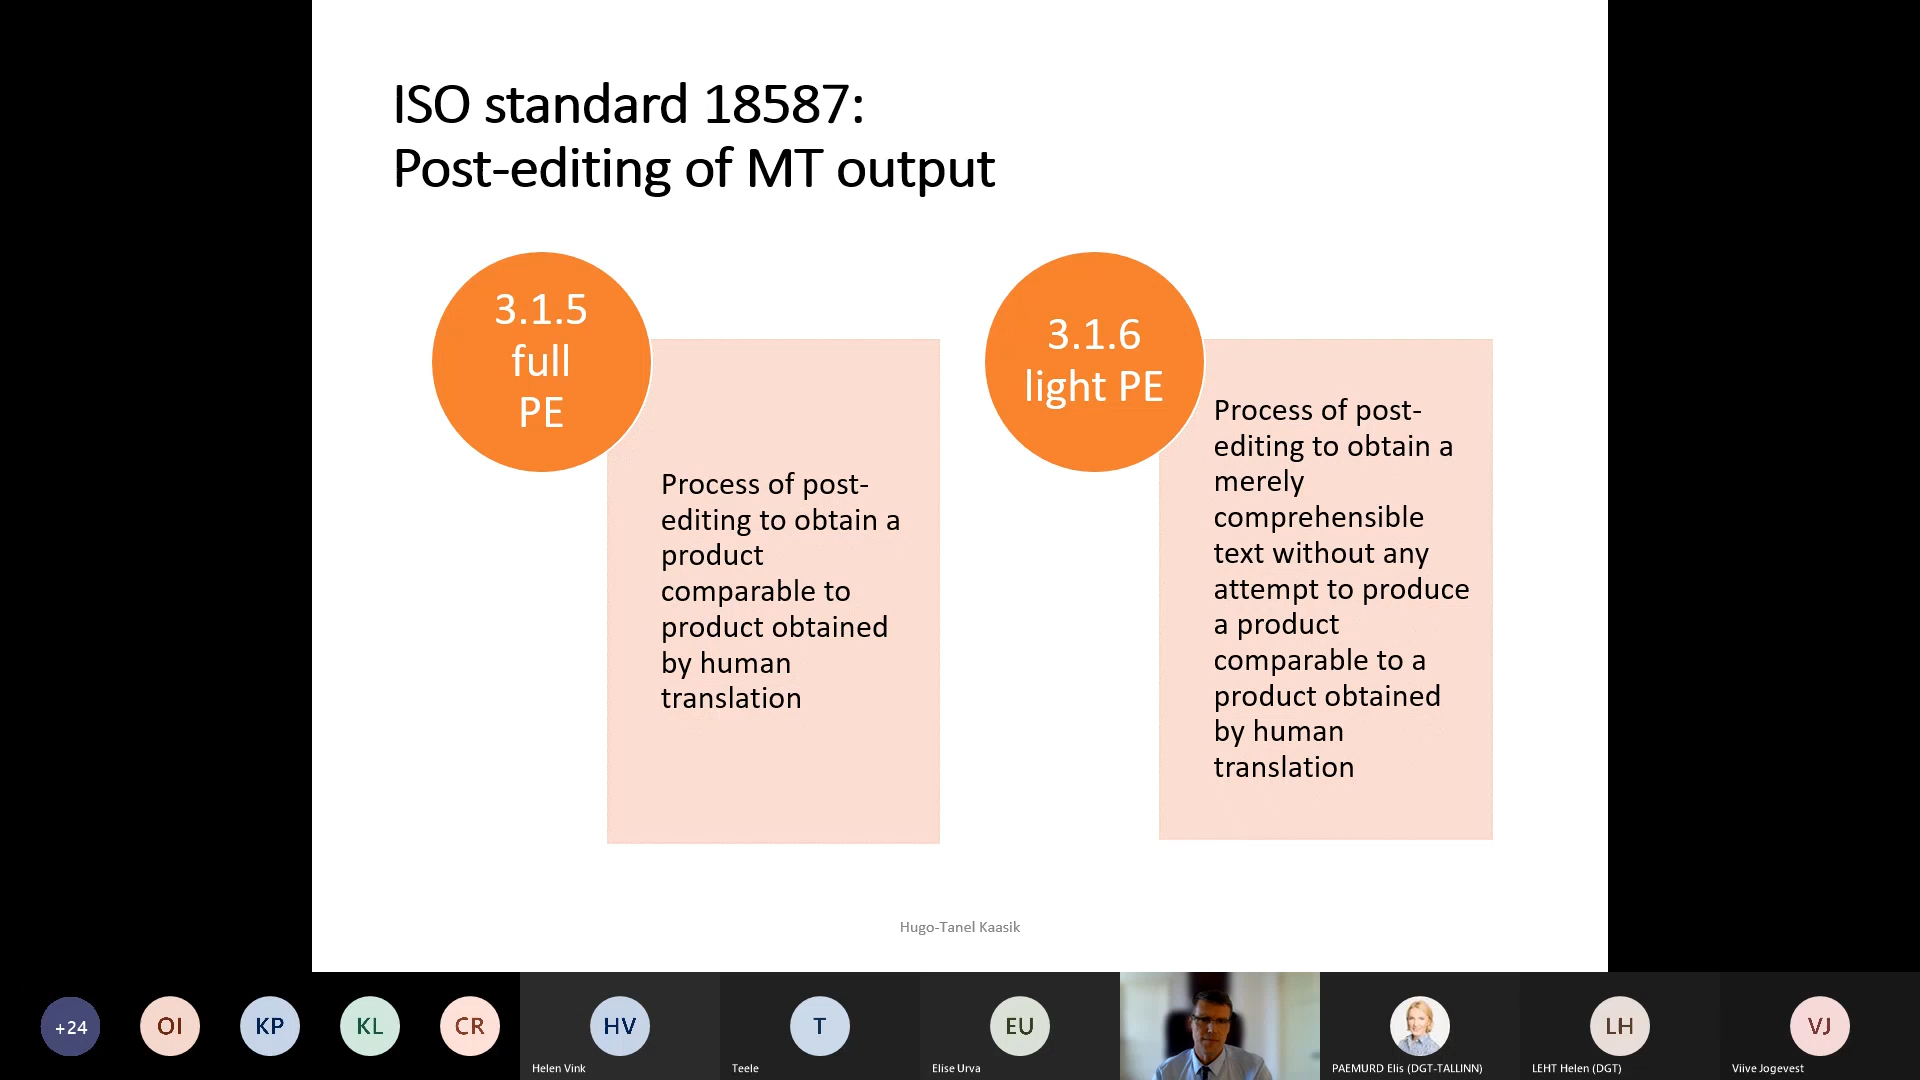 ISO standard 18587:
Post-editing of MT output
3.1.5
full
PE
Process of post-
editing to obtain a
product
comparable to
product obtained
by human
translation
3.1.6
light PE
Process of post-
editing to obtain a
merely
comprehensible
text without any
attempt to produce
a product
comparable to a
product obtained
by human
translation
Hugo-Tanel Kaasik
+24
OI
KP
KL
CR
HV
Helen Vink
T
Teele
EU
Elise Urva
PAEMURD Elis (DGT-TALLINN)
LH
LEHT Helen (DGT)
VJ
Viive Jogevest